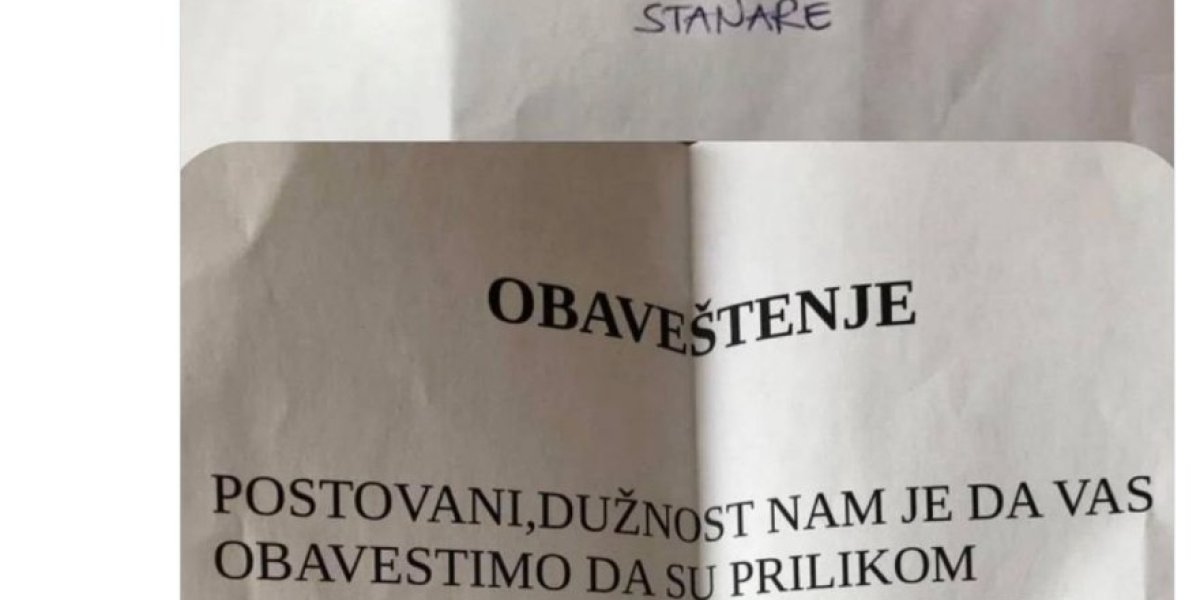 STANARE
OBAVEŠTENJE
POSTOVANI,DUŽNOST NAM JE DA VAS
OBAVESTIMO DA SU PRILIKOM